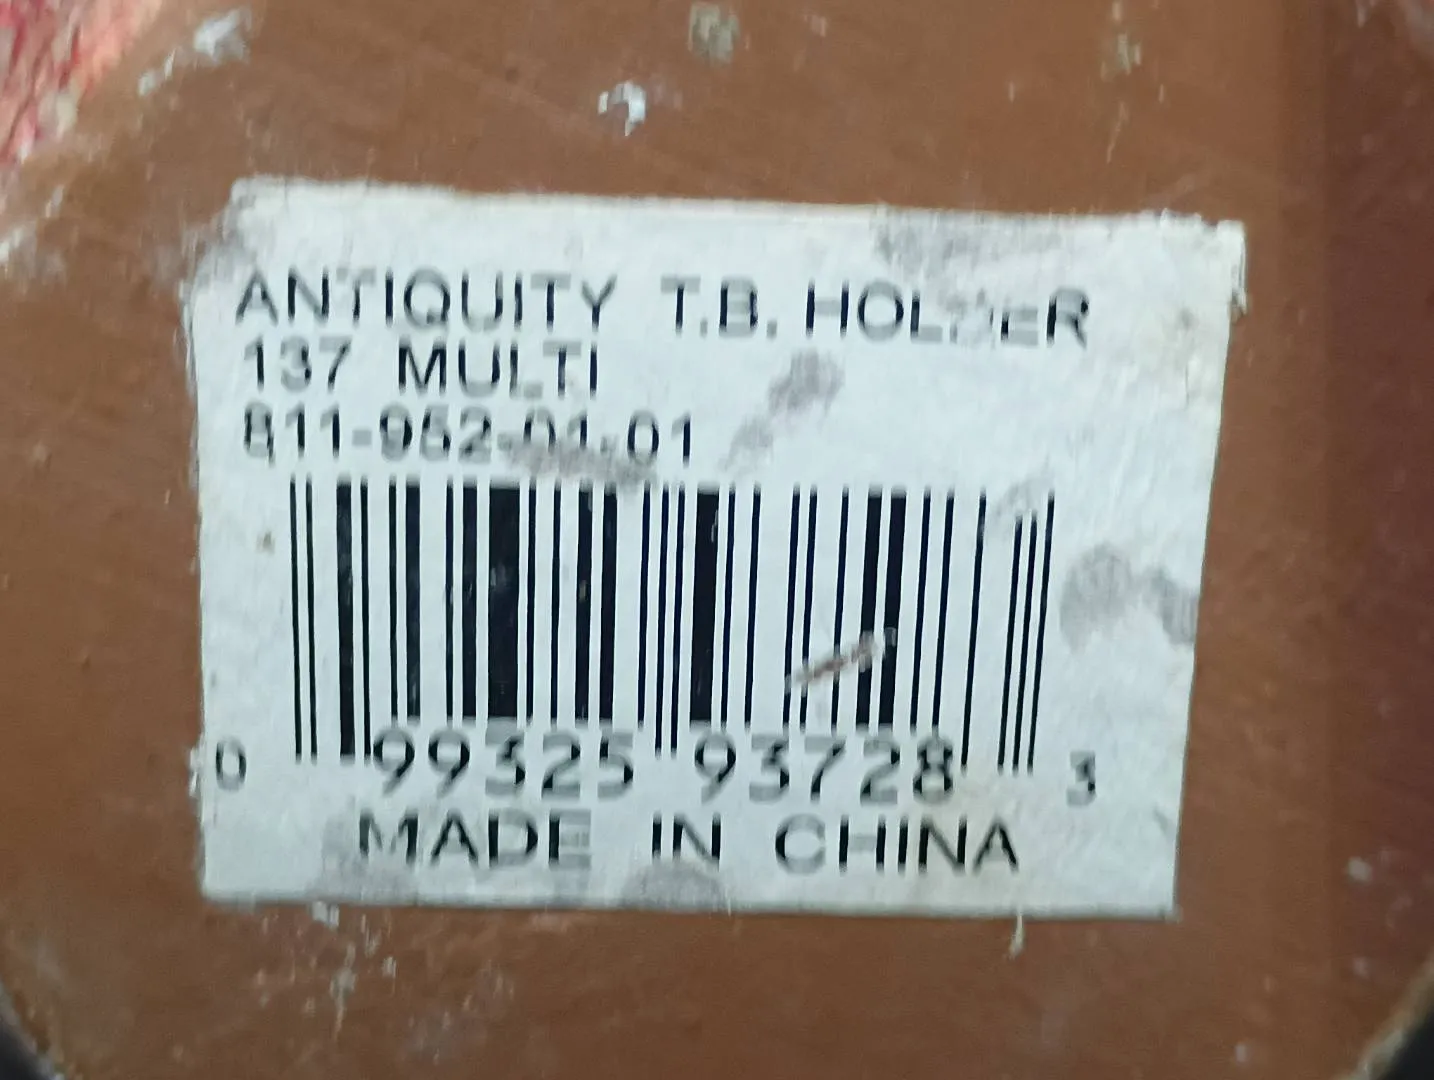 ANTIQUITY T.B. HOLDER
137 MULTI
811-952-01-01
0 99325 93728 3
MADE IN CHINA